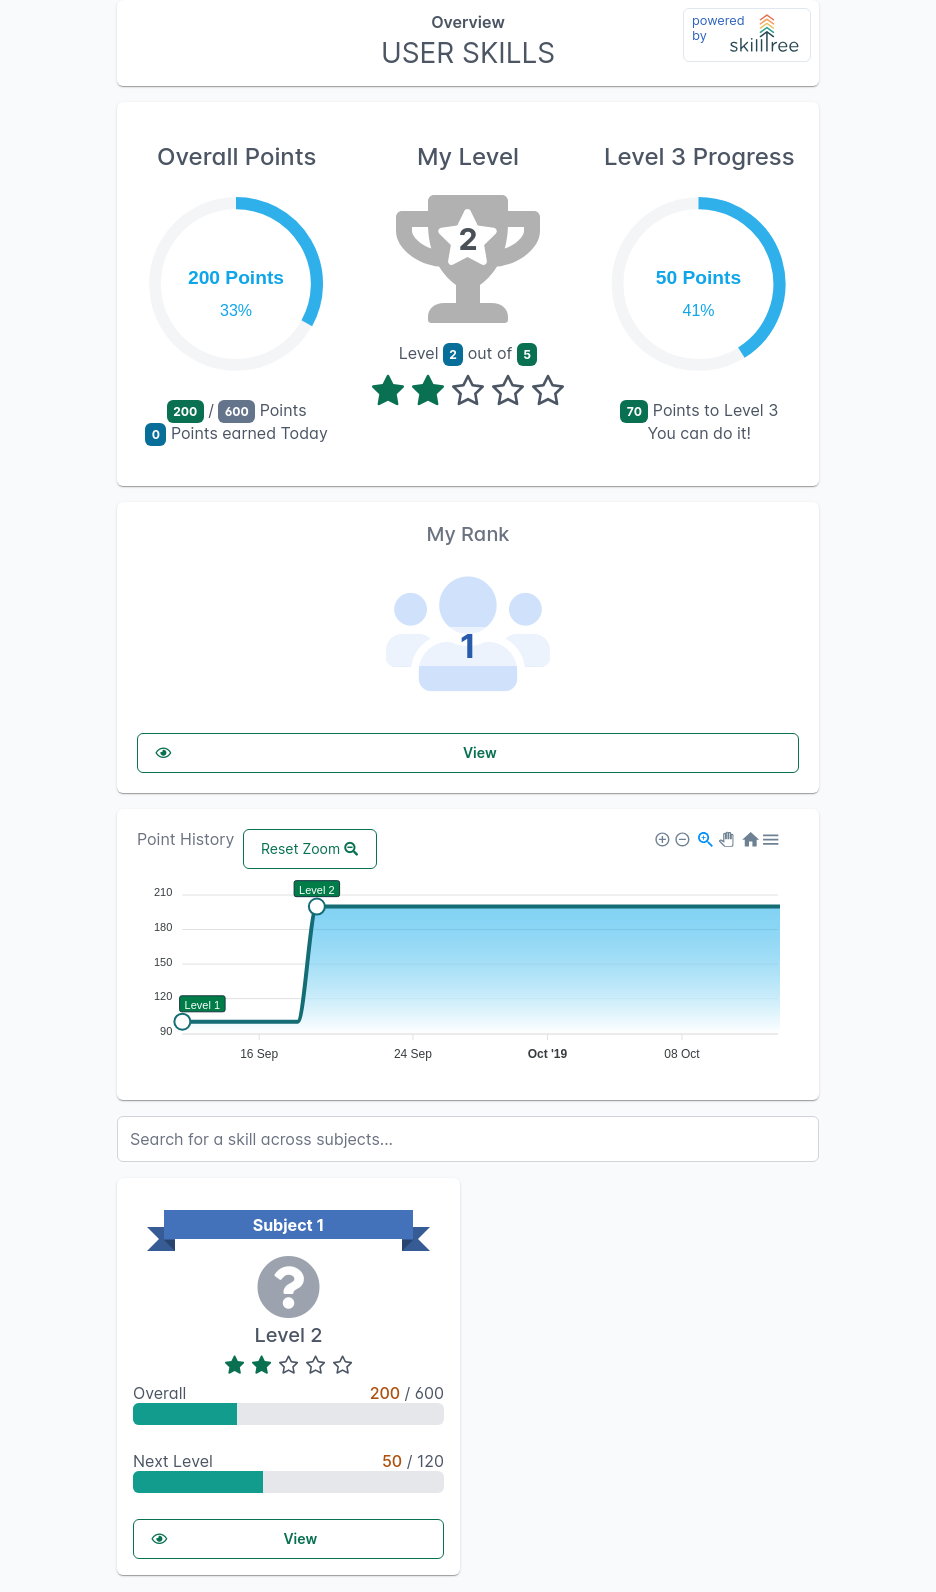 Overview
USER SKILLS
powered
by
skilltree
Overall Points
200 Points
33%
200 / 600 Points
0 Points earned Today
My Level
2
Level 2 out of 5
Level 3 Progress
50 Points
41%
70 Points to Level 3
You can do it!
My Rank
1
View
Point History
Reset Zoom
210
180
150
120
90
Level 2
Level 1
16 Sep
24 Sep
Oct '19
08 Oct
Search for a skill across subjects...
Subject 1
?
Level 2
Overall 200 / 600
Next Level 50 / 120
View